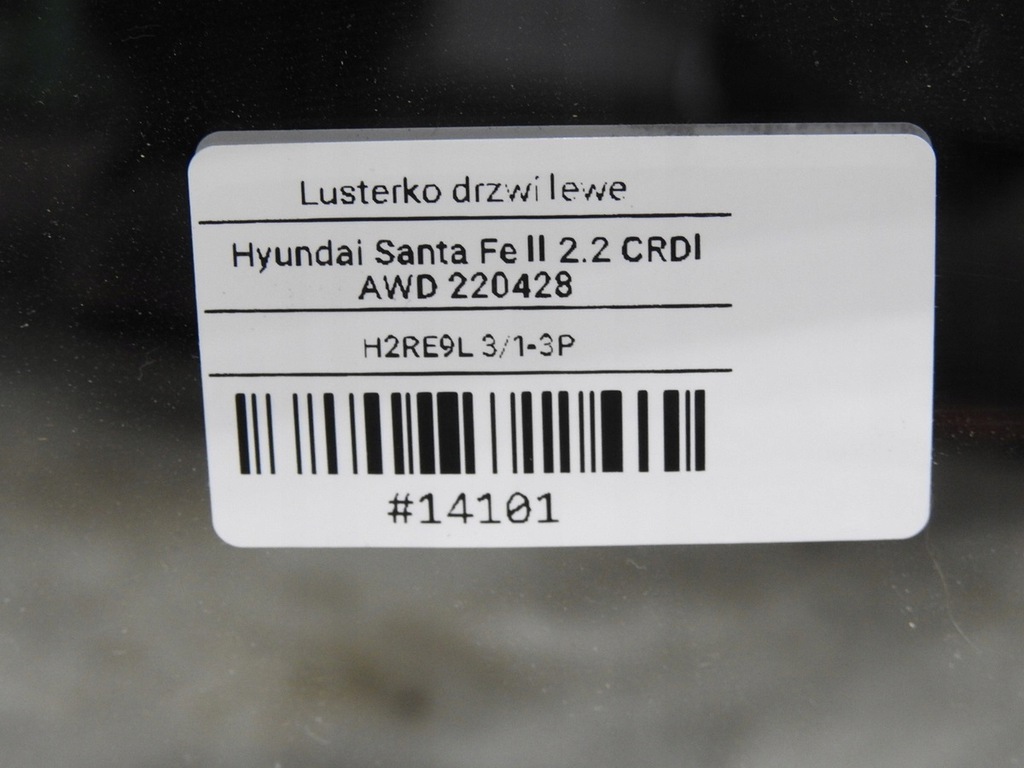 Lusterko drzwi lewe
Hyundai Santa Fe II 2.2 CRDI
AWD 220428
H2RE9L 3/1-3P
#14101